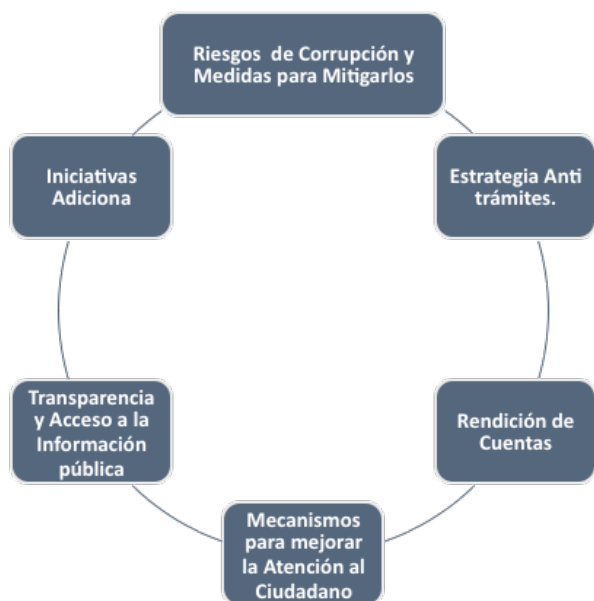 Riesgos de Corrupción y
Medidas para Mitigarlos
Estrategia Anti
trámites.
Rendición de
Cuentas
Mecanismos
para mejorar
la Atención al
Ciudadano
Transparencia
y Acceso a la
Información
pública
Iniciativas
Adiciona